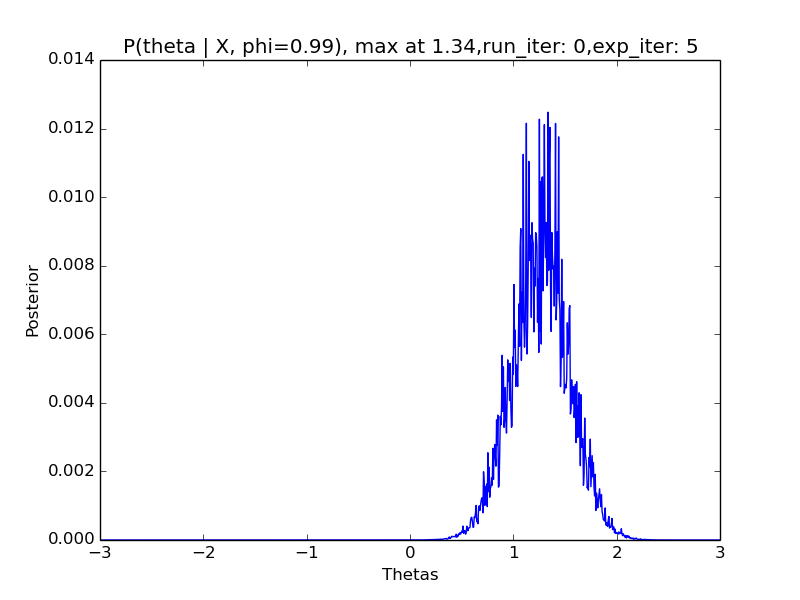 P(theta | X, phi=0.99), max at 1.34,run_iter: 0,exp_iter: 5
0.014
0.012
0.010
0.008
0.006
0.004
0.002
0.000
Posterior
−3 −2 −1 0 1 2 3
Thetas